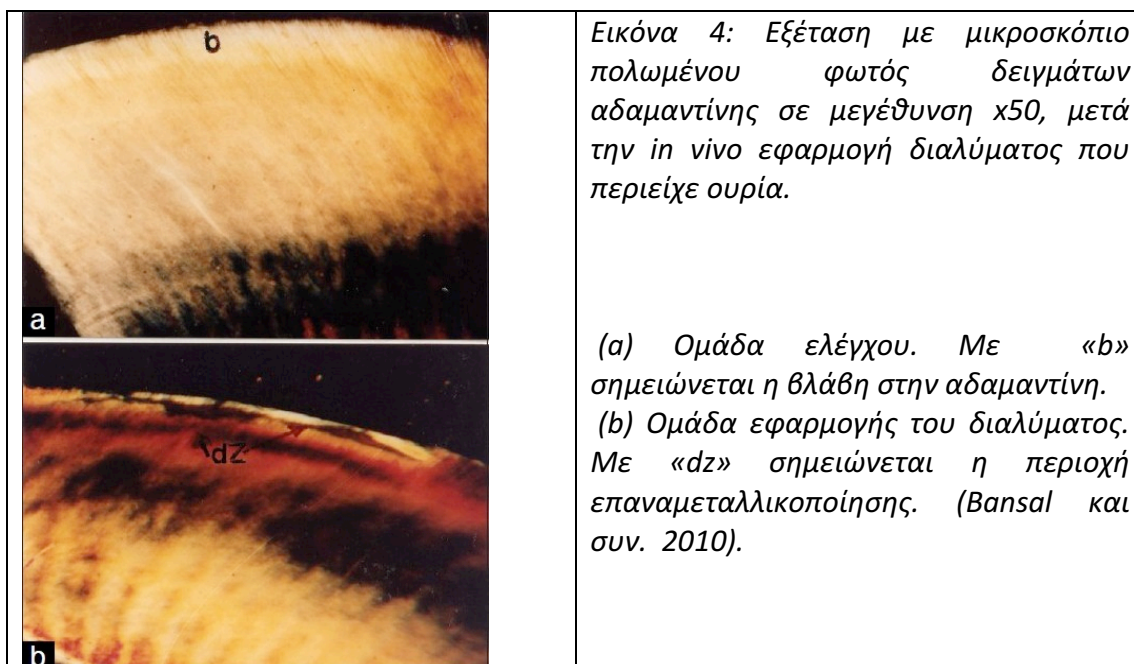 b
a
dZ
b
Εικόνα 4: Εξέταση με μικροσκόπιο
πολωμένου φωτός δειγμάτων
αδαμαντίνης σε μεγέθυνση x50, μετά
την in vivo εφαρμογή διαλύματος που
περιείχε ουρία.
(a) Ομάδα ελέγχου. Με «b»
σημειώνεται η βλάβη στην αδαμαντίνη.
(b) Ομάδα εφαρμογής του διαλύματος.
Με «dz» σημειώνεται η περιοχή
επαναμεταλλικοποίησης. (Bansal και
συν. 2010).